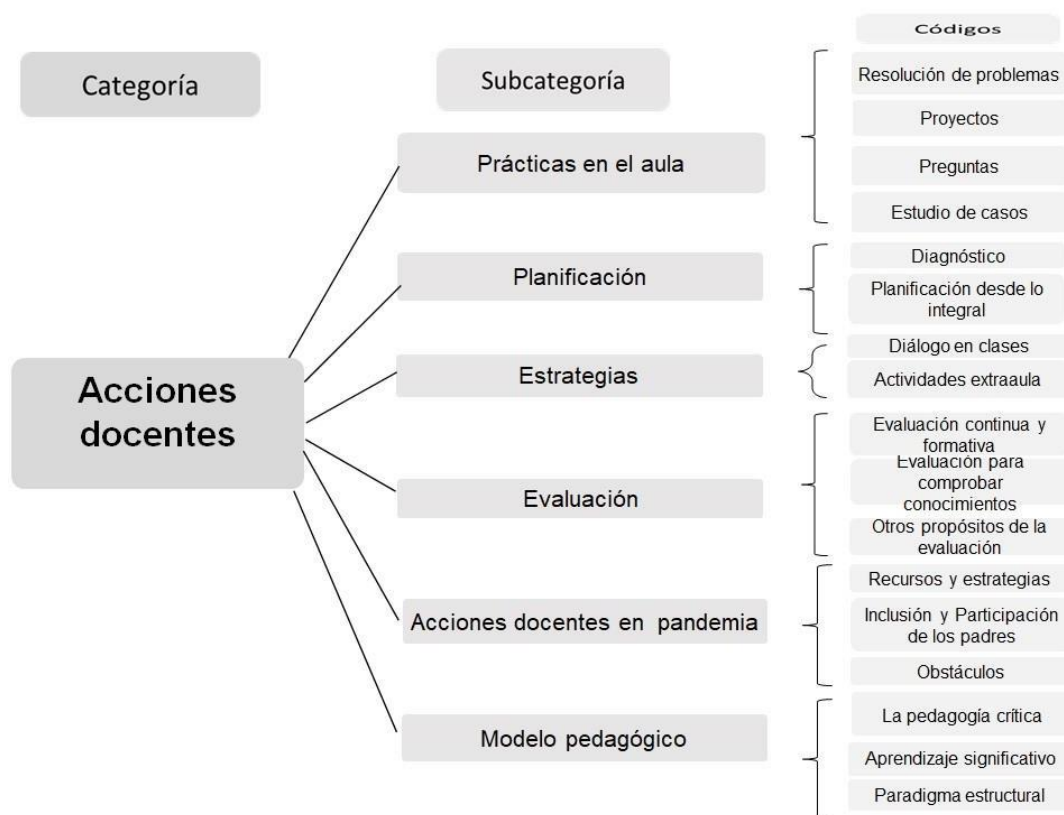 Códigos
Categoría
Subcategoría
Resolución de problemas
Proyectos
Prácticas en el aula
Preguntas
Estudio de casos
Diagnóstico
Planificación
Planificación desde lo
integral
Diálogo en clases
Acciones
docentes
Estrategias
Actividades extraaula
Evaluación continua y
formativa
Evaluación para
comprobar
conocimientos
Evaluación
Otros propósitos de la
evaluación
Recursos y estrategias
Acciones docentes en pandemia
Inclusión y Participación
de los padres
Obstáculos
La pedagogía crítica
Modelo pedagógico
Aprendizaje significativo
Paradigma estructural